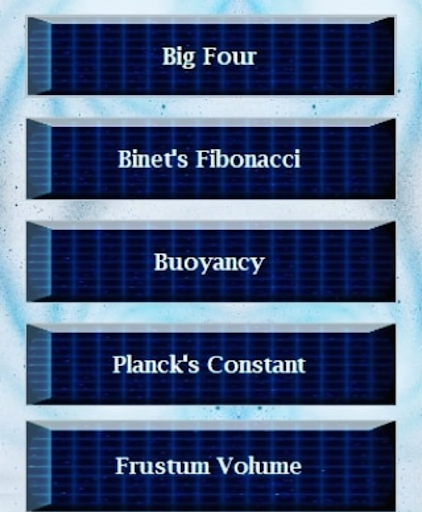 Big Four
Binet's Fibonacci
Buoyancy
Planck's Constant
Frustum Volume